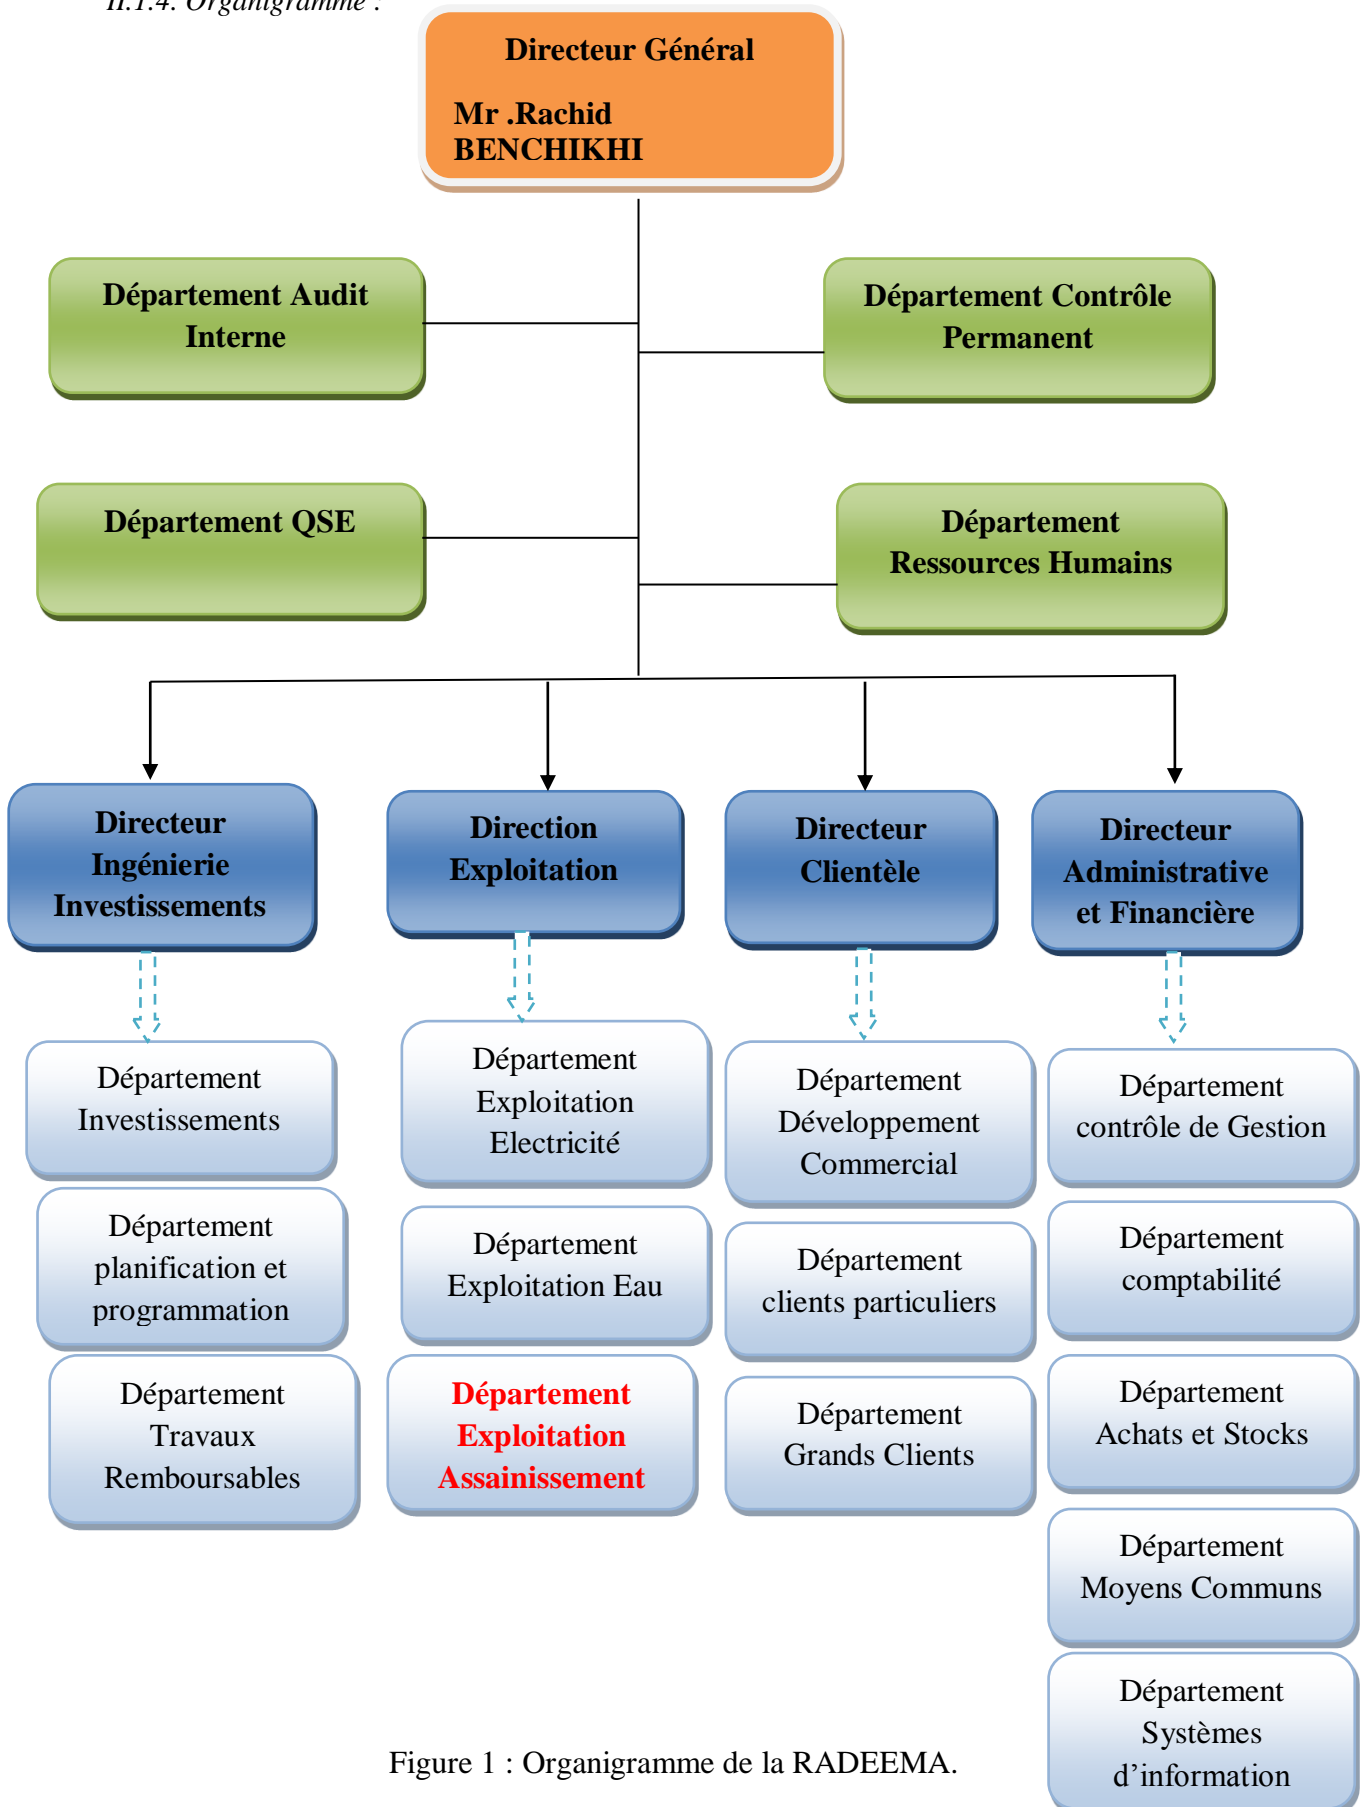 II.1.4. Organigramme :
Directeur Général
Mr .Rachid
BENCHIKHI
Département Audit
Interne
Département Contrôle
Permanent
Département QSE
Département
Ressources Humains
Directeur
Ingénierie
Investissements
Direction
Exploitation
Directeur
Clientèle
Directeur
Administrative
et Financière
Département
Investissements
Département
planification et
programmation
Département
Travaux
Remboursables
Département
Exploitation
Electricité
Département
Exploitation Eau
Département
Exploitation
Assainissement
Département
Développement
Commercial
Département
clients particuliers
Département
Grands Clients
Département
contrôle de Gestion
Département
comptabilité
Département
Achats et Stocks
Département
Moyens Communs
Département
Systèmes
d’information
Figure 1 : Organigramme de la RADEEMA.